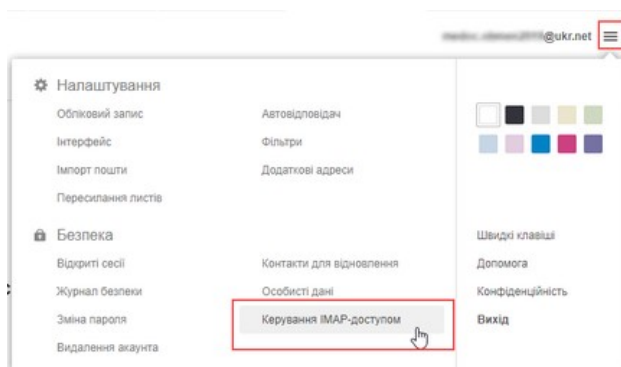 @ukr.net
Налаштування
Обліковий запис
Автовідповідач
Інтерфейс
Фільтри
Імпорт пошти
Додаткові адреси
Пересилання листів
Безпека
Відкриті сесії
Контакти для відновлення
Журнал безпеки
Особисті дані
Зміна пароля
Керування IMAP-доступом
Видалення акаунта
Швидкі клавіші
Допомога
Конфіденційність
Вихід